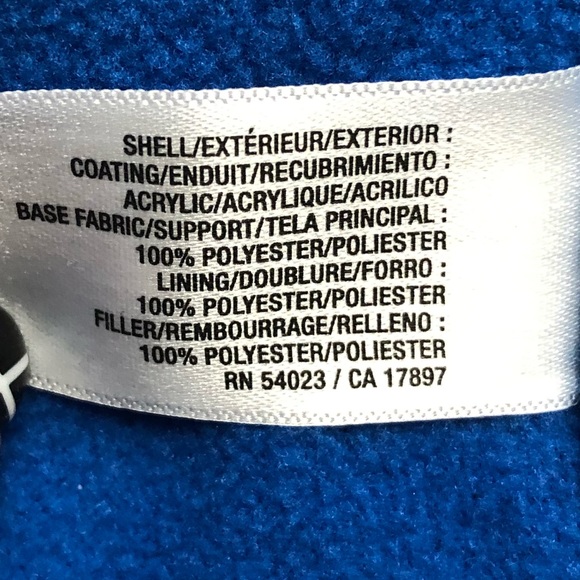 SHELL/EXTÉRIEUR/EXTERIOR :
COATING/ENDUIT/RECUBRIMIENTO :
ACRYLIC/ACRYLIQUE/ACRILICO
BASE FABRIC/SUPPORT/TELA PRINCIPAL :
100% POLYESTER/POLIESTER
LINING/DOUBLURE/FORRO :
100% POLYESTER/POLIESTER
FILLER/REMBOURRAGE/RELLENO :
100% POLYESTER/POLIESTER
RN 54023 / CA 17897